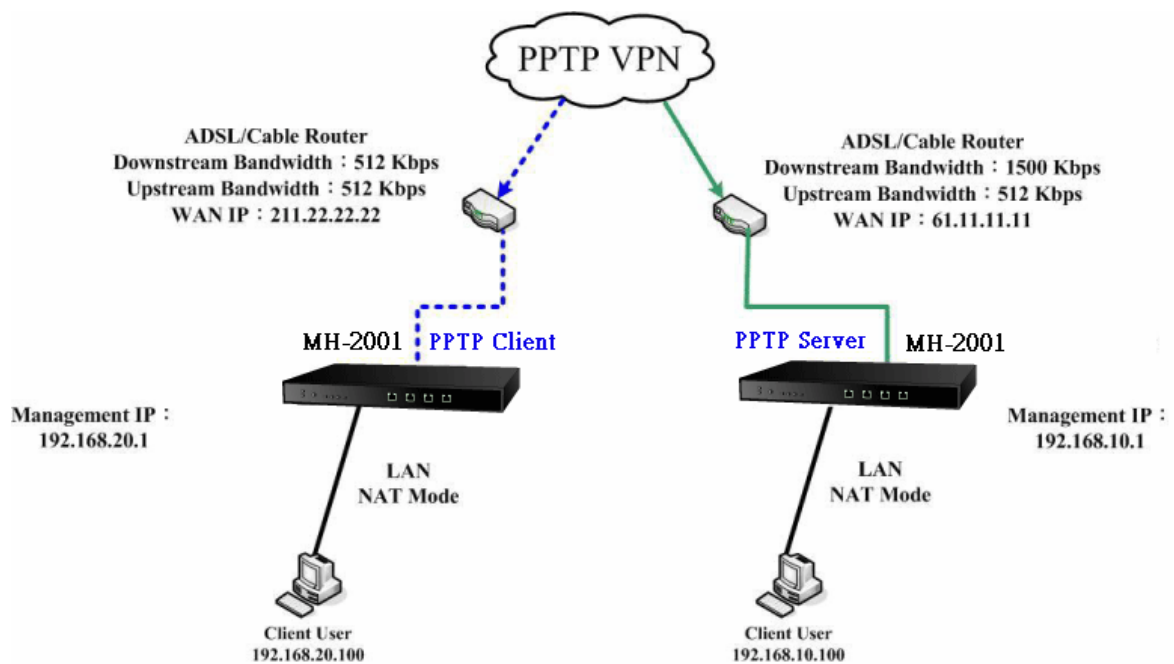 PPTP VPN
ADSL/Cable Router
Downstream Bandwidth：512 Kbps
Upstream Bandwidth：512 Kbps
WAN IP：211.22.22.22
ADSL/Cable Router
Downstream Bandwidth：1500 Kbps
Upstream Bandwidth：512 Kbps
WAN IP：61.11.11.11
MH-2001 PPTP Client
PPTP Server MH-2001
Management IP：
192.168.20.1
Management IP：
192.168.10.1
LAN
NAT Mode
LAN
NAT Mode
Client User
192.168.20.100
Client User
192.168.10.100